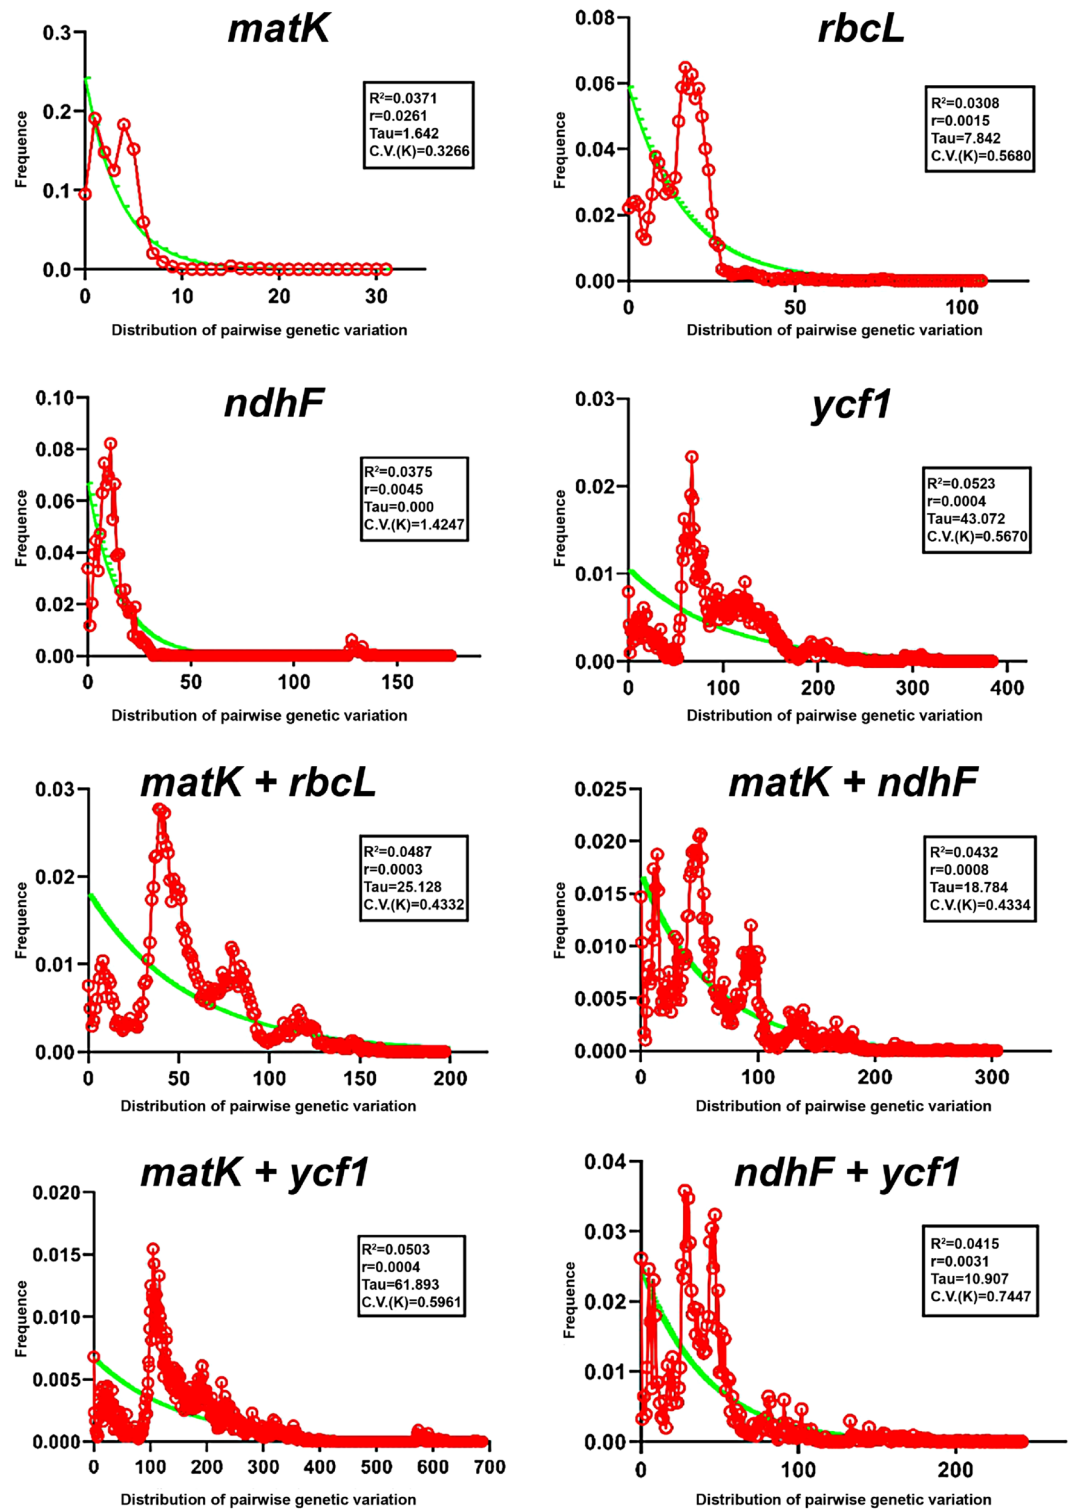 matK
0.3
0.2
0.1
0.0
Frequence
R²=0.0371
r=0.0261
Tau=1.642
C.V.(K)=0.3266
0 10 20 30
Distribution of pairwise genetic variation
rbcL
0.08
0.06
0.04
0.02
0.00
Frequence
R²=0.0308
r=0.0015
Tau=7.842
C.V.(K)=0.5680
0 50 100
Distribution of pairwise genetic variation
ndhF
0.10
0.08
0.06
0.04
0.02
0.00
Frequence
R²=0.0375
r=0.0045
Tau=0.000
C.V.(K)=1.4247
0 50 100 150
Distribution of pairwise genetic variation
ycf1
0.03
0.02
0.01
0.00
Frequence
R²=0.0523
r=0.0004
Tau=43.072
C.V.(K)=0.5670
0 100 200 300 400
Distribution of pairwise genetic variation
matK + rbcL
0.03
0.02
0.01
0.00
Frequence
R²=0.0487
r=0.0003
Tau=25.128
C.V.(K)=0.4332
0 50 100 150 200
Distribution of pairwise genetic variation
matK + ndhF
0.025
0.020
0.015
0.010
0.005
0.000
Frequence
R²=0.0432
r=0.0008
Tau=18.784
C.V.(K)=0.4334
0 100 200 300
Distribution of pairwise genetic variation
matK + ycf1
0.020
0.015
0.010
0.005
0.000
Frequence
R²=0.0503
r=0.0004
Tau=61.893
C.V.(K)=0.5961
0 100 200 300 400 500 600 700
Distribution of pairwise genetic variation
ndhF + ycf1
0.04
0.03
0.02
0.01
0.00
Frequence
R²=0.0415
r=0.0031
Tau=10.907
C.V.(K)=0.7447
0 100 200
Distribution of pairwise genetic variation